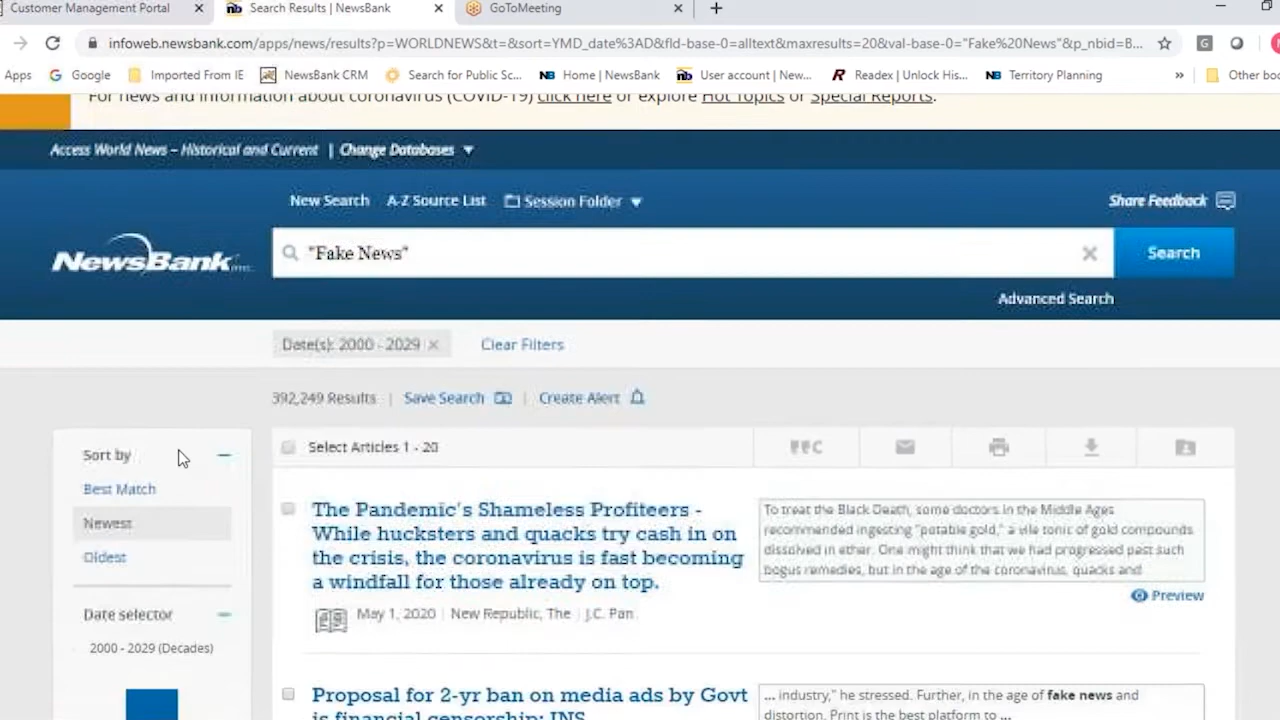 Customer Management Portal
Search Results | NewsBank
GoToMeeting
infoweb.newsbank.com/apps/news/results?p=WORLDNEWS&t=&sort=YMD_date%3AD&fld-base-0=alltext&maxresults=20&val-base-0="Fake%20News"&p_nbid=B...
Apps Google Imported From IE NewsBank CRM Search for Public Sc... Home | NewsBank User account | New... Readex | Unlock His... Territory Planning » Other boo
For news and information about coronavirus (COVID-19) click here or explore Hot Topics or Special Reports.
Access World News – Historical and Current | Change Databases
New Search A-Z Source List Session Folder Share Feedback
NewsBank inc.
"Fake News"
Search
Advanced Search
Date(s): 2000 - 2029 × Clear Filters
392,249 Results | Save Search | Create Alert
Sort by
Best Match
Newest
Oldest
Date selector
2000 - 2029 (Decades)
Select Articles 1 - 20
The Pandemic's Shameless Profiteers -
While hucksters and quacks try cash in on
the crisis, the coronavirus is fast becoming
a windfall for those already on top.
May 1, 2020 | New Republic, The | J.C. Pan
To treat the Black Death, some doctors in the Middle Ages
recommended ingesting "potable gold," a vile tonic of gold compounds
dissolved in ether. One might think that we had progressed past such
bogus remedies, but in the age of the coronavirus, quacks and
Preview
Proposal for 2-yr ban on media ads by Govt
is financial censorship: INS
... industry," he stressed. Further, in the age of fake news and
distortion, Print is the best platform to ...